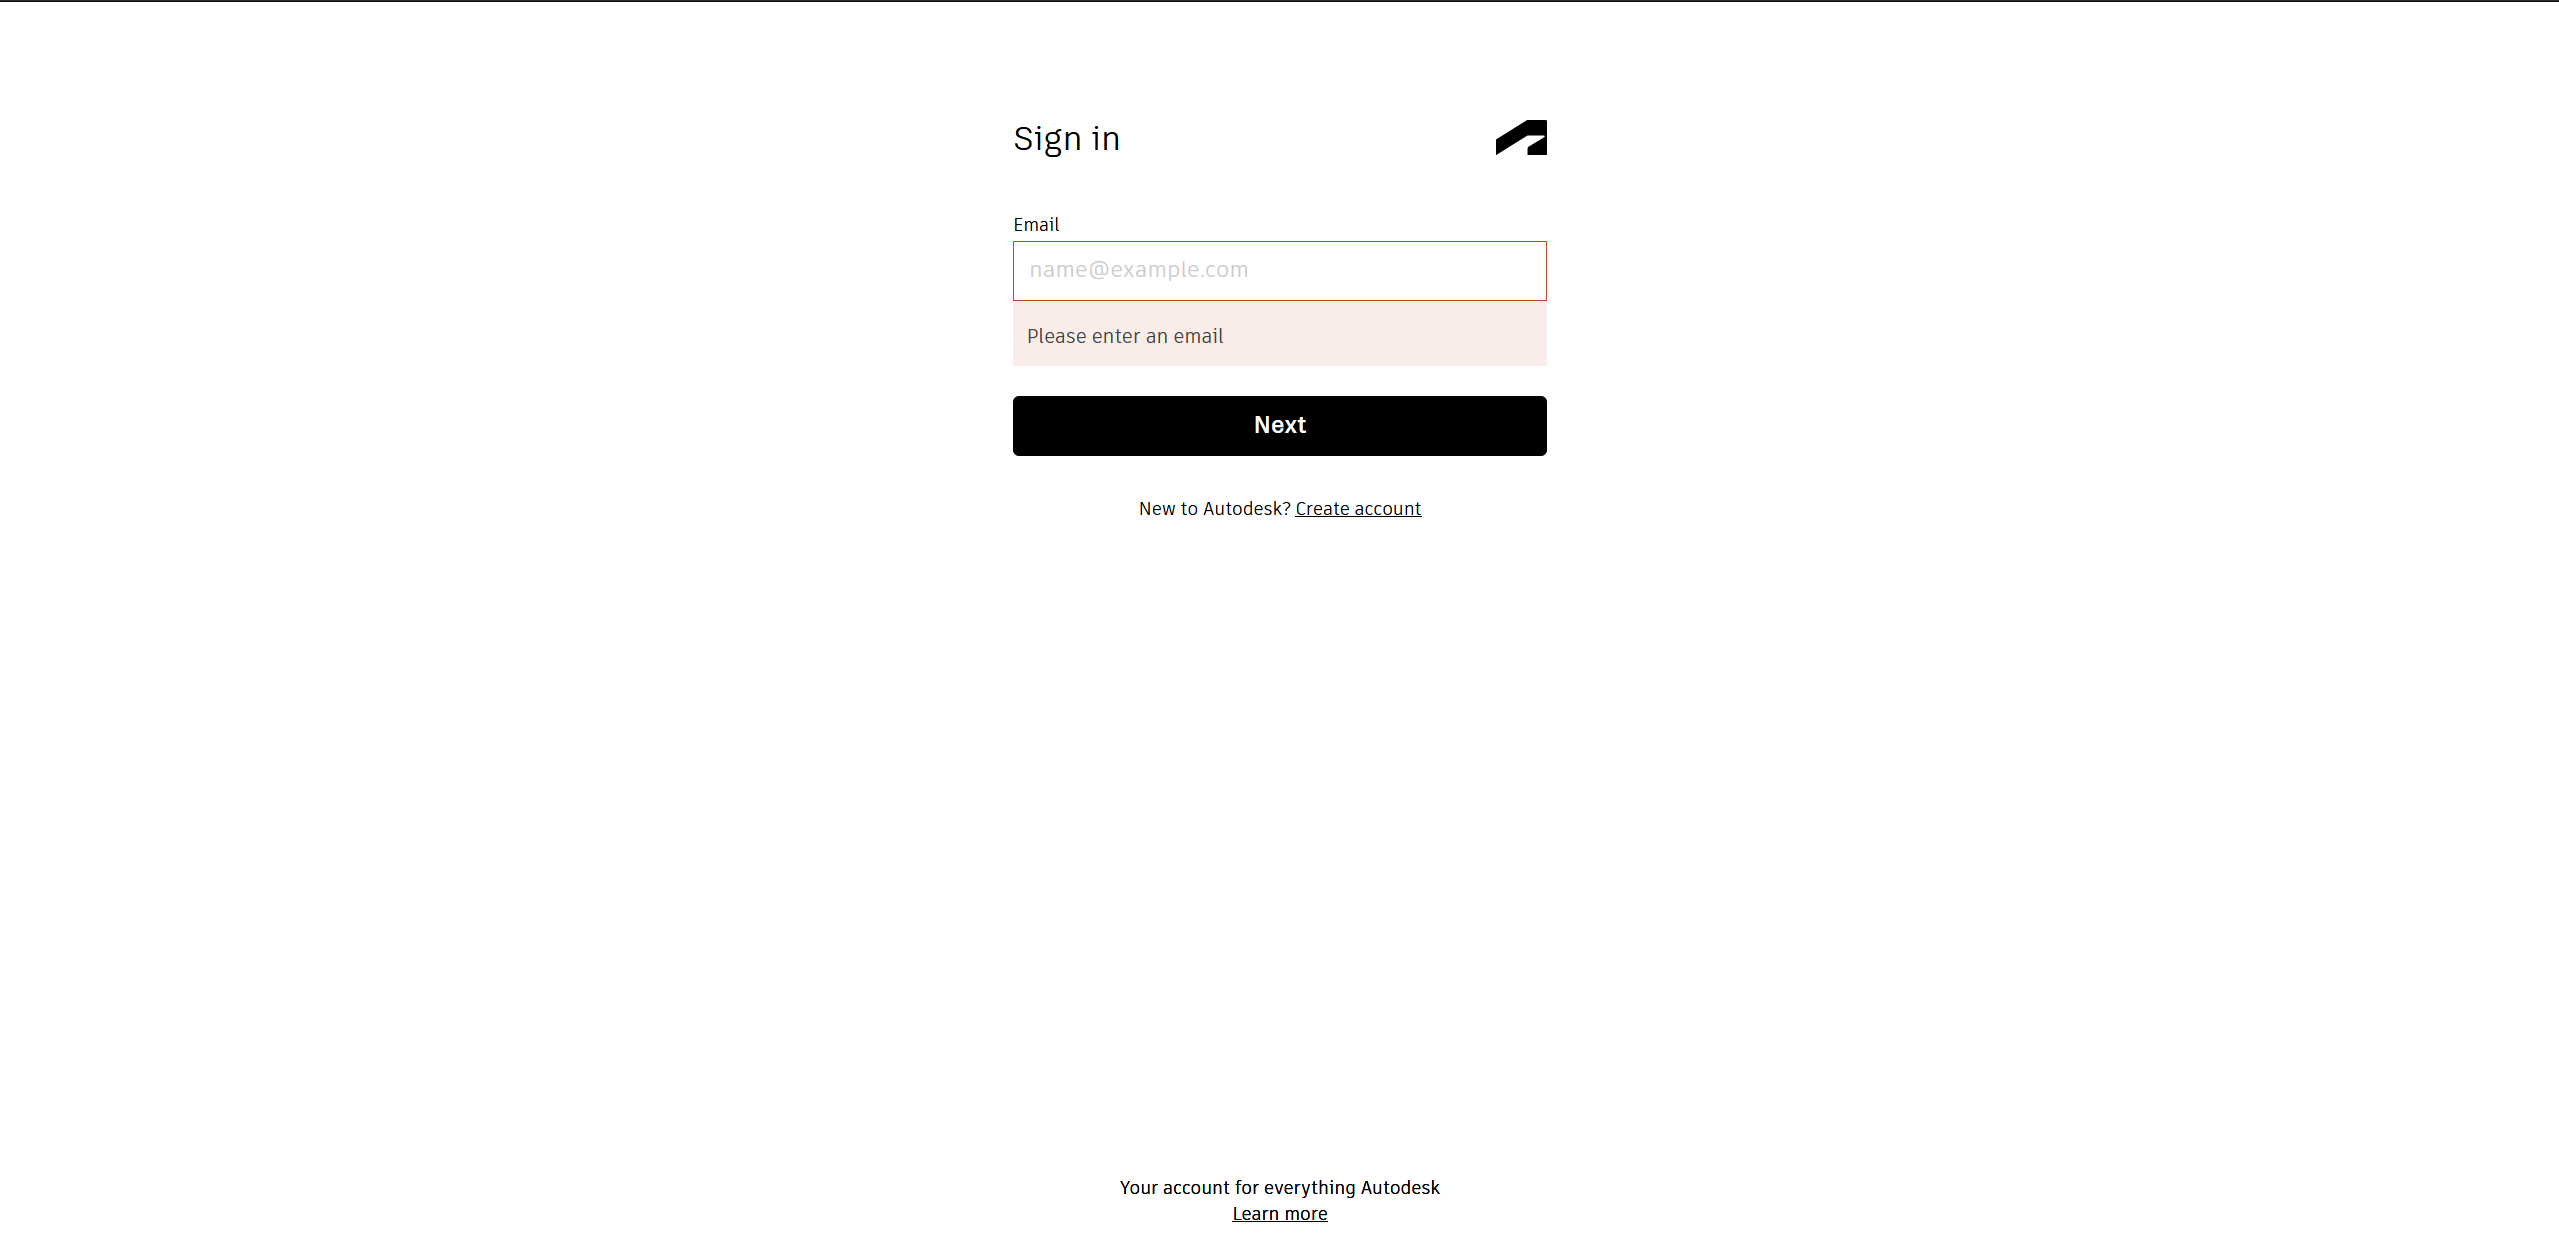 Sign in
Email
name@example.com
Please enter an email
Next
New to Autodesk? Create account
Your account for everything Autodesk
Learn more